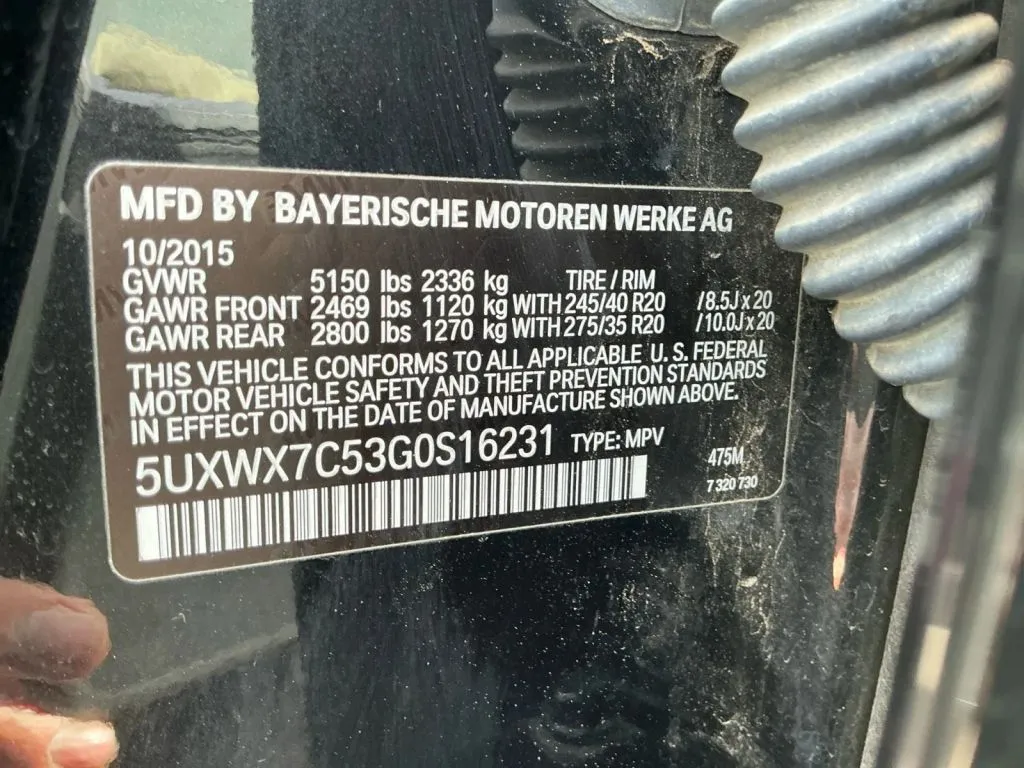 MFD BY BAYERISCHE MOTOREN WERKE AG
10/2015
GVWR 5150 lbs 2336 kg TIRE / RIM
GAWR FRONT 2469 lbs 1120 kg WITH 245/40 R20 /8.5J x 20
GAWR REAR 2800 lbs 1270 kg WITH 275/35 R20 /10.0J x 20
THIS VEHICLE CONFORMS TO ALL APPLICABLE U. S. FEDERAL
MOTOR VEHICLE SAFETY AND THEFT PREVENTION STANDARDS
IN EFFECT ON THE DATE OF MANUFACTURE SHOWN ABOVE.
5UXWX7C53G0S16231 TYPE: MPV
475M
7 320 730